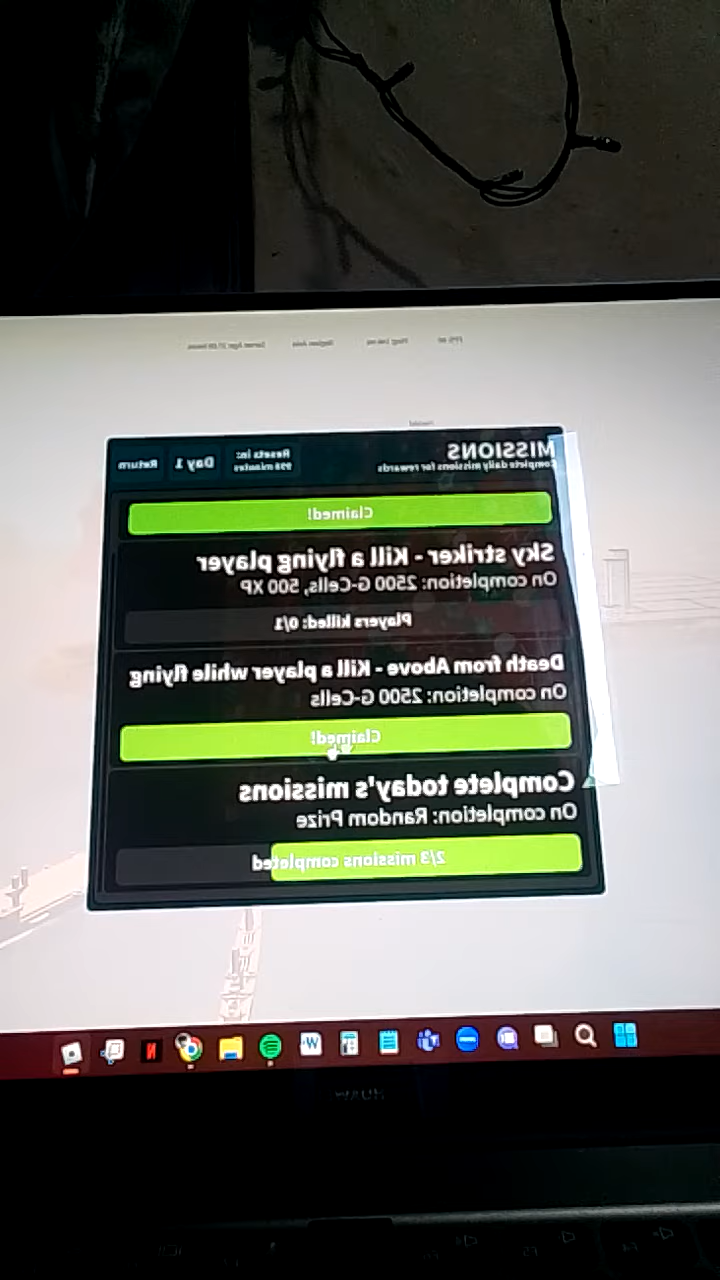 MISSIONS
Complete daily missions for rewards
Resets in:
998 minutes
Day 1
Return
Claimed!
Sky striker - Kill a flying player
On completion: 2500 G-Cells, 500 XP
Players killed: 0/1
Death from Above - Kill a player while flying
On completion: 2500 G-Cells
Claimed!
Complete today's missions
On completion: Random Prize
2/3 missions completed